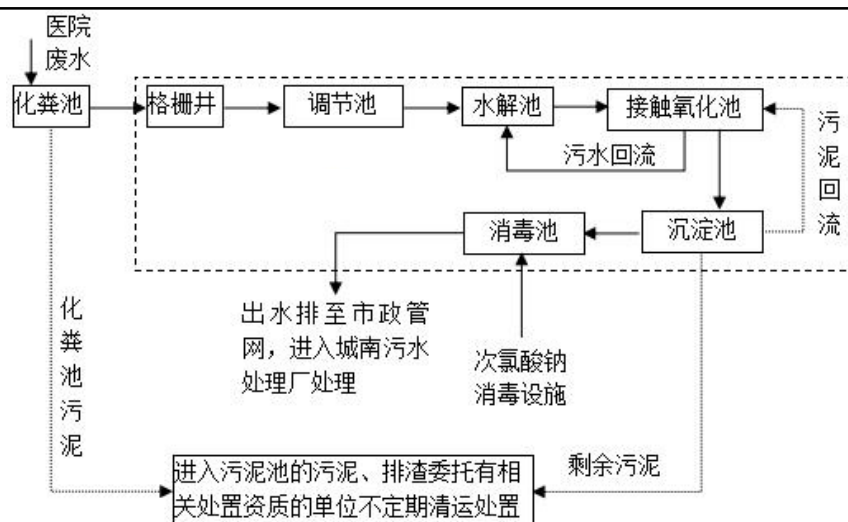 医院
废水
化粪池
格栅井
调节池
水解池
接触氧化池
污水回流
污泥回流
消毒池
沉淀池
出水排至市政管
网，进入城南污水
处理厂处理
次氯酸钠
消毒设施
化粪池污泥
剩余污泥
进入污泥池的污泥、排渣委托有相
关处置资质的单位不定期清运处置